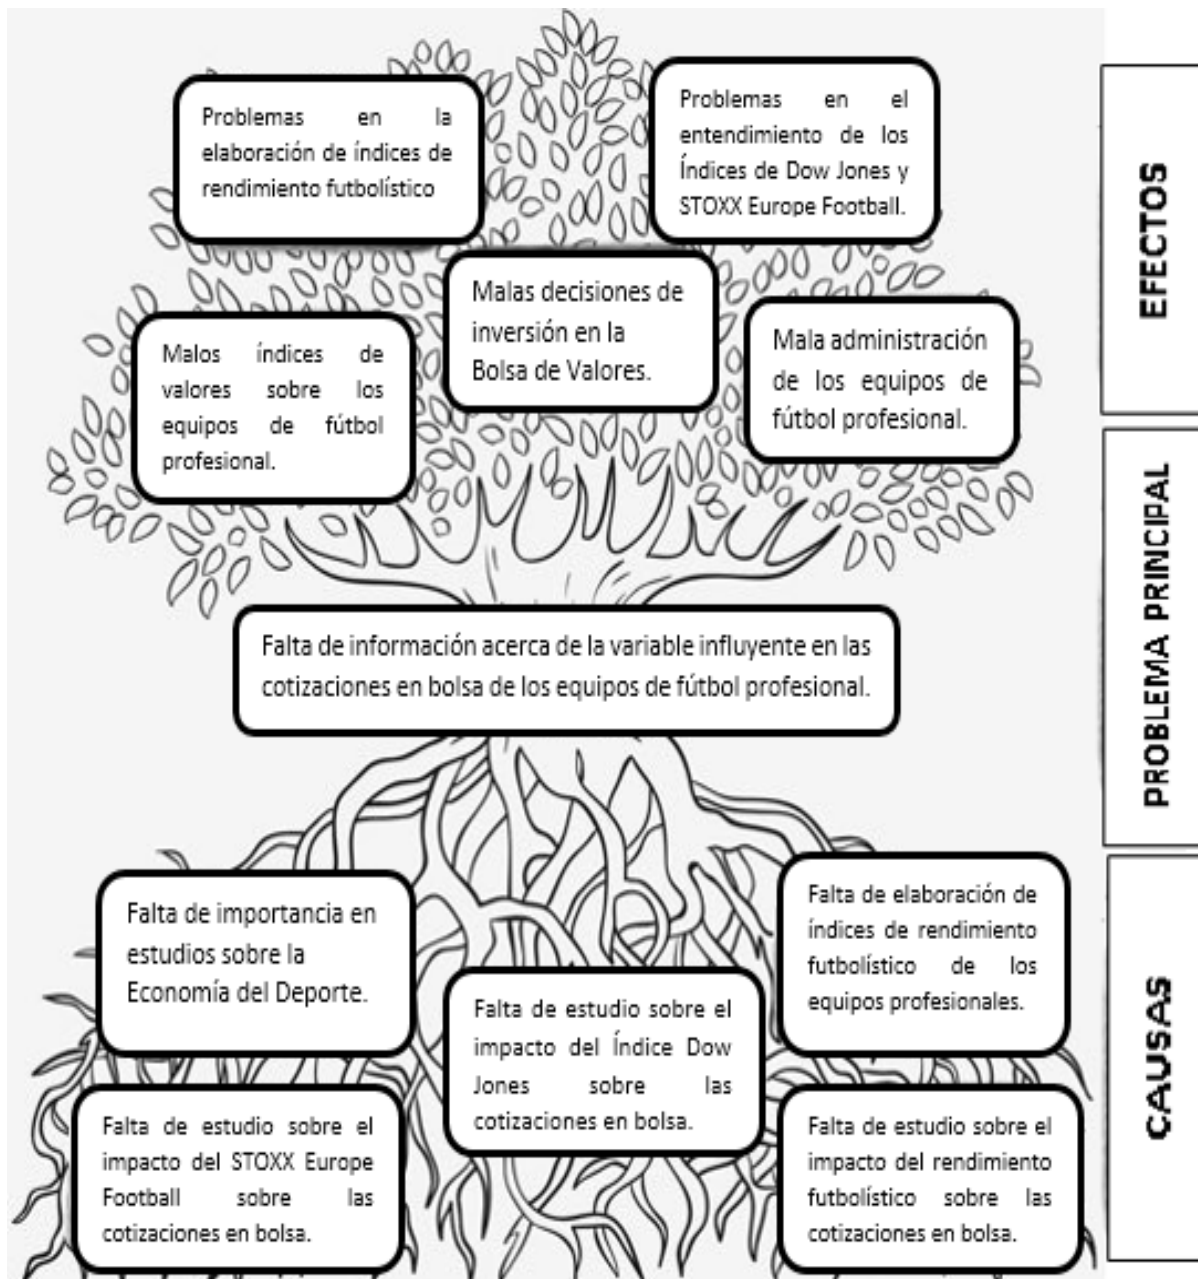 Problemas en la
elaboración de índices de
rendimiento futbolístico
Problemas en el
entendimiento de los
Índices de Dow Jones y
STOXX Europe Football.
Malas decisiones de
inversión en la
Bolsa de Valores.
Malos índices de
valores sobre los
equipos de fútbol
profesional.
Mala administración
de los equipos de
fútbol profesional.
EFECTOS
Falta de información acerca de la variable influyente en las
cotizaciones en bolsa de los equipos de fútbol profesional.
PROBLEMA PRINCIPAL
Falta de importancia en
estudios sobre la
Economía del Deporte.
Falta de estudio sobre el
impacto del Índice Dow
Jones sobre las
cotizaciones en bolsa.
Falta de elaboración de
índices de rendimiento
futbolístico de los
equipos profesionales.
Falta de estudio sobre el
impacto del STOXX Europe
Football sobre las
cotizaciones en bolsa.
Falta de estudio sobre el
impacto del rendimiento
futbolístico sobre las
cotizaciones en bolsa.
CAUSAS